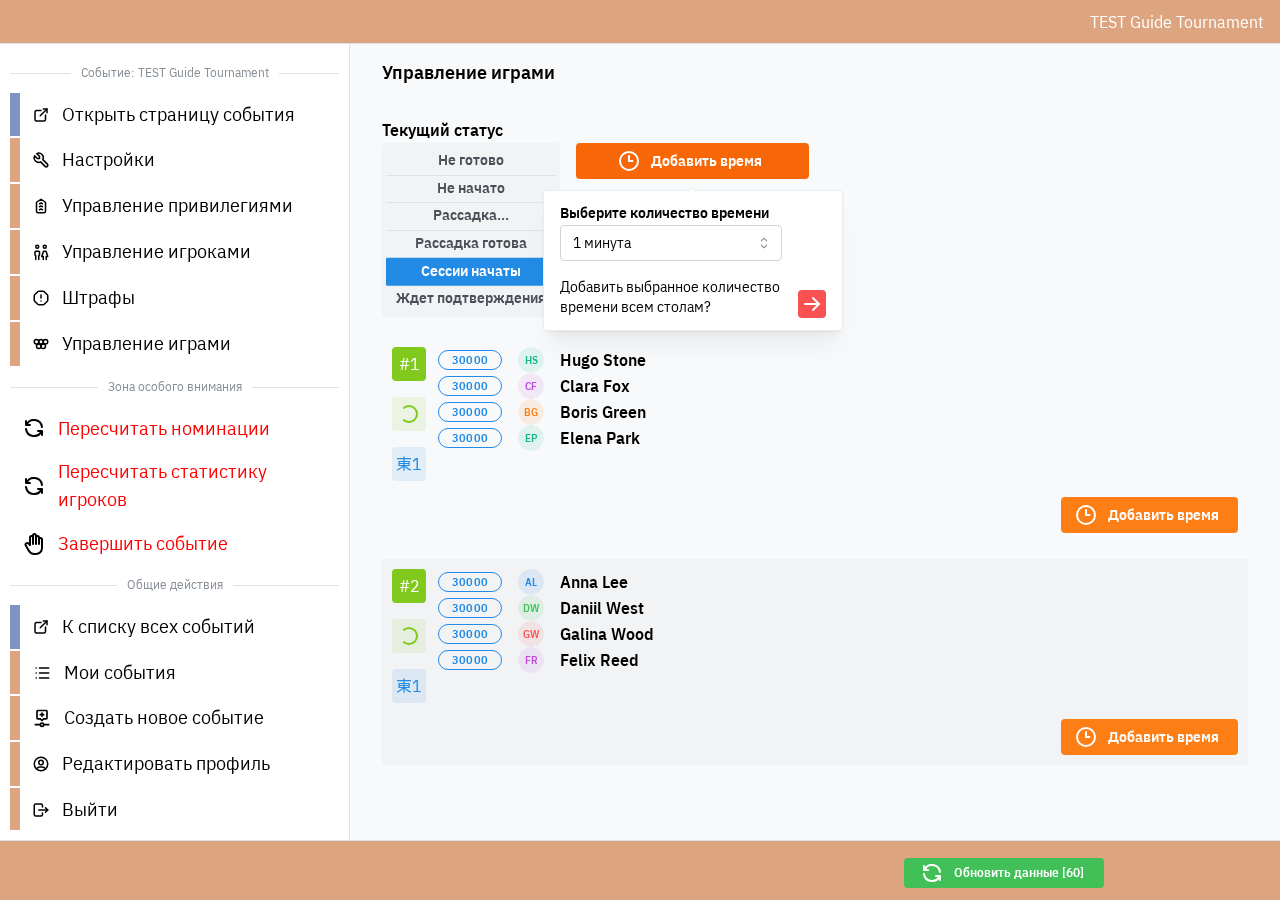 TEST Guide Tournament
Событие: TEST Guide Tournament
Открыть страницу события
Настройки
Управление привилегиями
Управление игроками
Штрафы
Управление играми
Зона особого внимания
Пересчитать номинации
Пересчитать статистику
игроков
Завершить событие
Общие действия
К списку всех событий
Мои события
Создать новое событие
Редактировать профиль
Выйти
Управление играми
Текущий статус
Не готово
Не начато
Рассадка...
Рассадка готова
Сессии начаты
Ждет подтверждения
Добавить время
Выберите количество времени
1 минута
Добавить выбранное количество
времени всем столам?
#1
30000 HS Hugo Stone
30000 CF Clara Fox
30000 BG Boris Green
30000 EP Elena Park
東1
Добавить время
#2
30000 AL Anna Lee
30000 DW Daniil West
30000 GW Galina Wood
30000 FR Felix Reed
東1
Добавить время
Обновить данные [60]